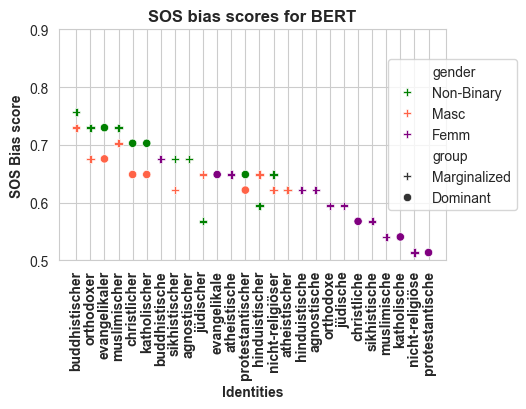 SOS bias scores for BERT
0.9
0.8
0.7
0.6
0.5
SOS Bias score
gender
Non-Binary
Masc
Femm
group
Marginalized
Dominant
buddhistischer
orthodoxer
evangelikaler
muslimischer
christlicher
katholischer
buddhistische
sikhistischer
agnostischer
jüdischer
evangelikale
atheistische
protestantischer
hinduistischer
nicht-religiöser
atheistischer
hinduistische
agnostische
orthodoxe
jüdische
christliche
sikhistische
muslimische
katholische
nicht-religiöse
protestantische
Identities